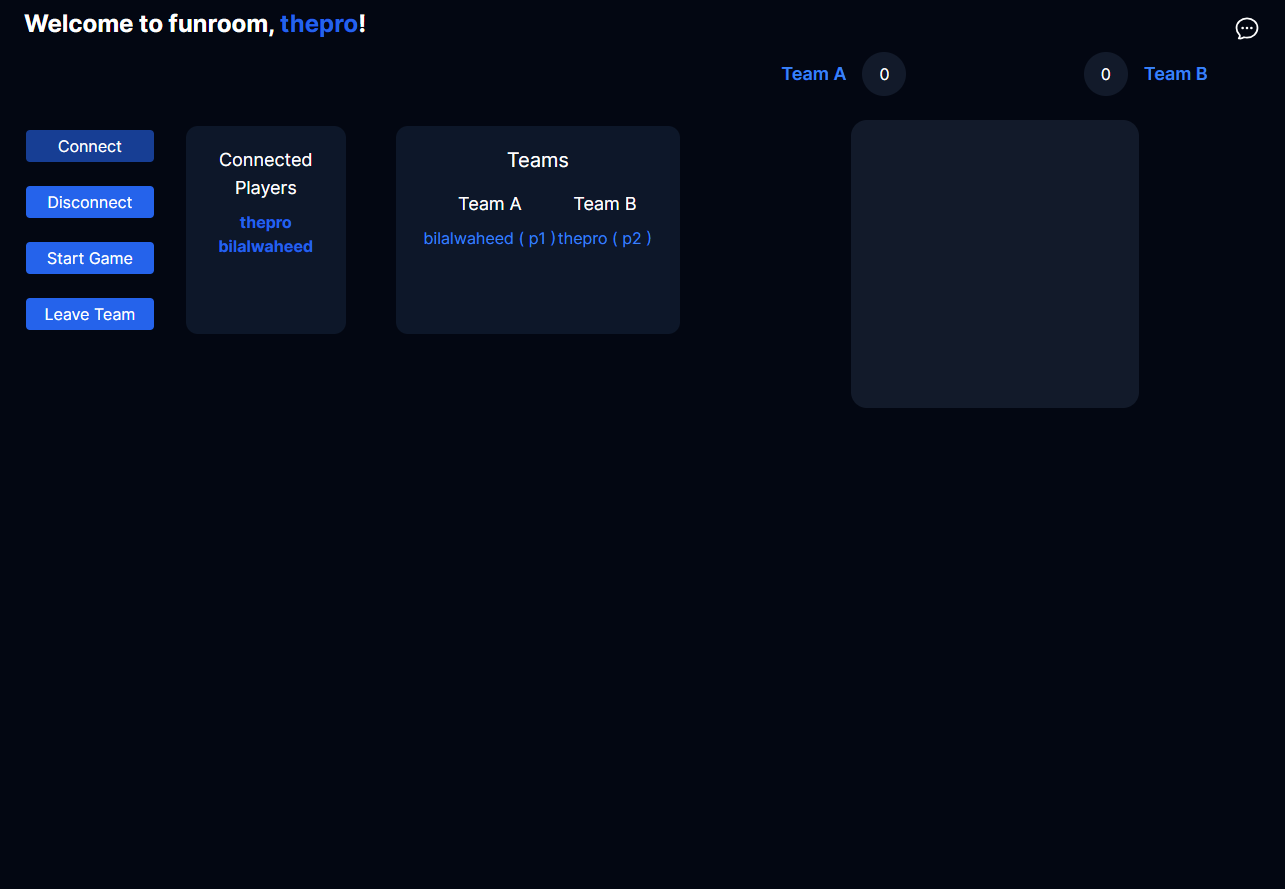 Welcome to funroom, thepro!
Team A 0 0 Team B
Connect
Disconnect
Start Game
Leave Team
Connected
Players
thepro
bilalwaheed
Teams
Team A Team B
bilalwaheed ( p1 ) thepro ( p2 )